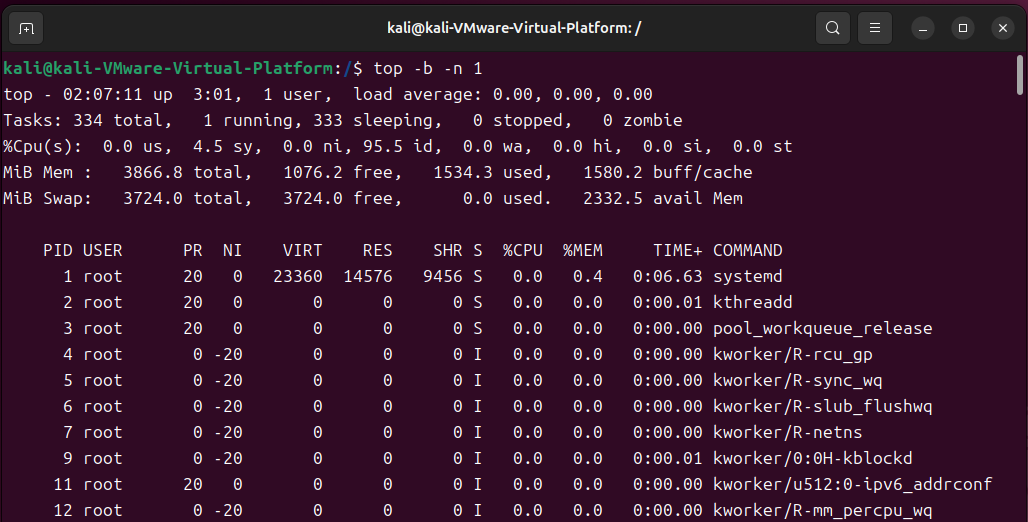 kali@kali-VMware-Virtual-Platform: /
kali@kali-VMware-Virtual-Platform:/$ top -b -n 1
top - 02:07:11 up  3:01,  1 user,  load average: 0.00, 0.00, 0.00
Tasks: 334 total,   1 running, 333 sleeping,   0 stopped,   0 zombie
%Cpu(s):  0.0 us,  4.5 sy,  0.0 ni, 95.5 id,  0.0 wa,  0.0 hi,  0.0 si,  0.0 st
MiB Mem :   3866.8 total,   1076.2 free,   1534.3 used,   1580.2 buff/cache
MiB Swap:   3724.0 total,   3724.0 free,      0.0 used.   2332.5 avail Mem
    PID USER      PR  NI    VIRT    RES    SHR S  %CPU  %MEM     TIME+ COMMAND
      1 root      20   0   23360  14576   9456 S   0.0   0.4   0:06.63 systemd
      2 root      20   0       0      0      0 S   0.0   0.0   0:00.01 kthreadd
      3 root      20   0       0      0      0 S   0.0   0.0   0:00.00 pool_workqueue_release
      4 root       0 -20       0      0      0 I   0.0   0.0   0:00.00 kworker/R-rcu_gp
      5 root       0 -20       0      0      0 I   0.0   0.0   0:00.00 kworker/R-sync_wq
      6 root       0 -20       0      0      0 I   0.0   0.0   0:00.00 kworker/R-slub_flushwq
      7 root       0 -20       0      0      0 I   0.0   0.0   0:00.00 kworker/R-netns
      9 root       0 -20       0      0      0 I   0.0   0.0   0:00.01 kworker/0:0H-kblockd
     11 root      20   0       0      0      0 I   0.0   0.0   0:00.00 kworker/u512:0-ipv6_addrconf
     12 root       0 -20       0      0      0 I   0.0   0.0   0:00.00 kworker/R-mm_percpu_wq